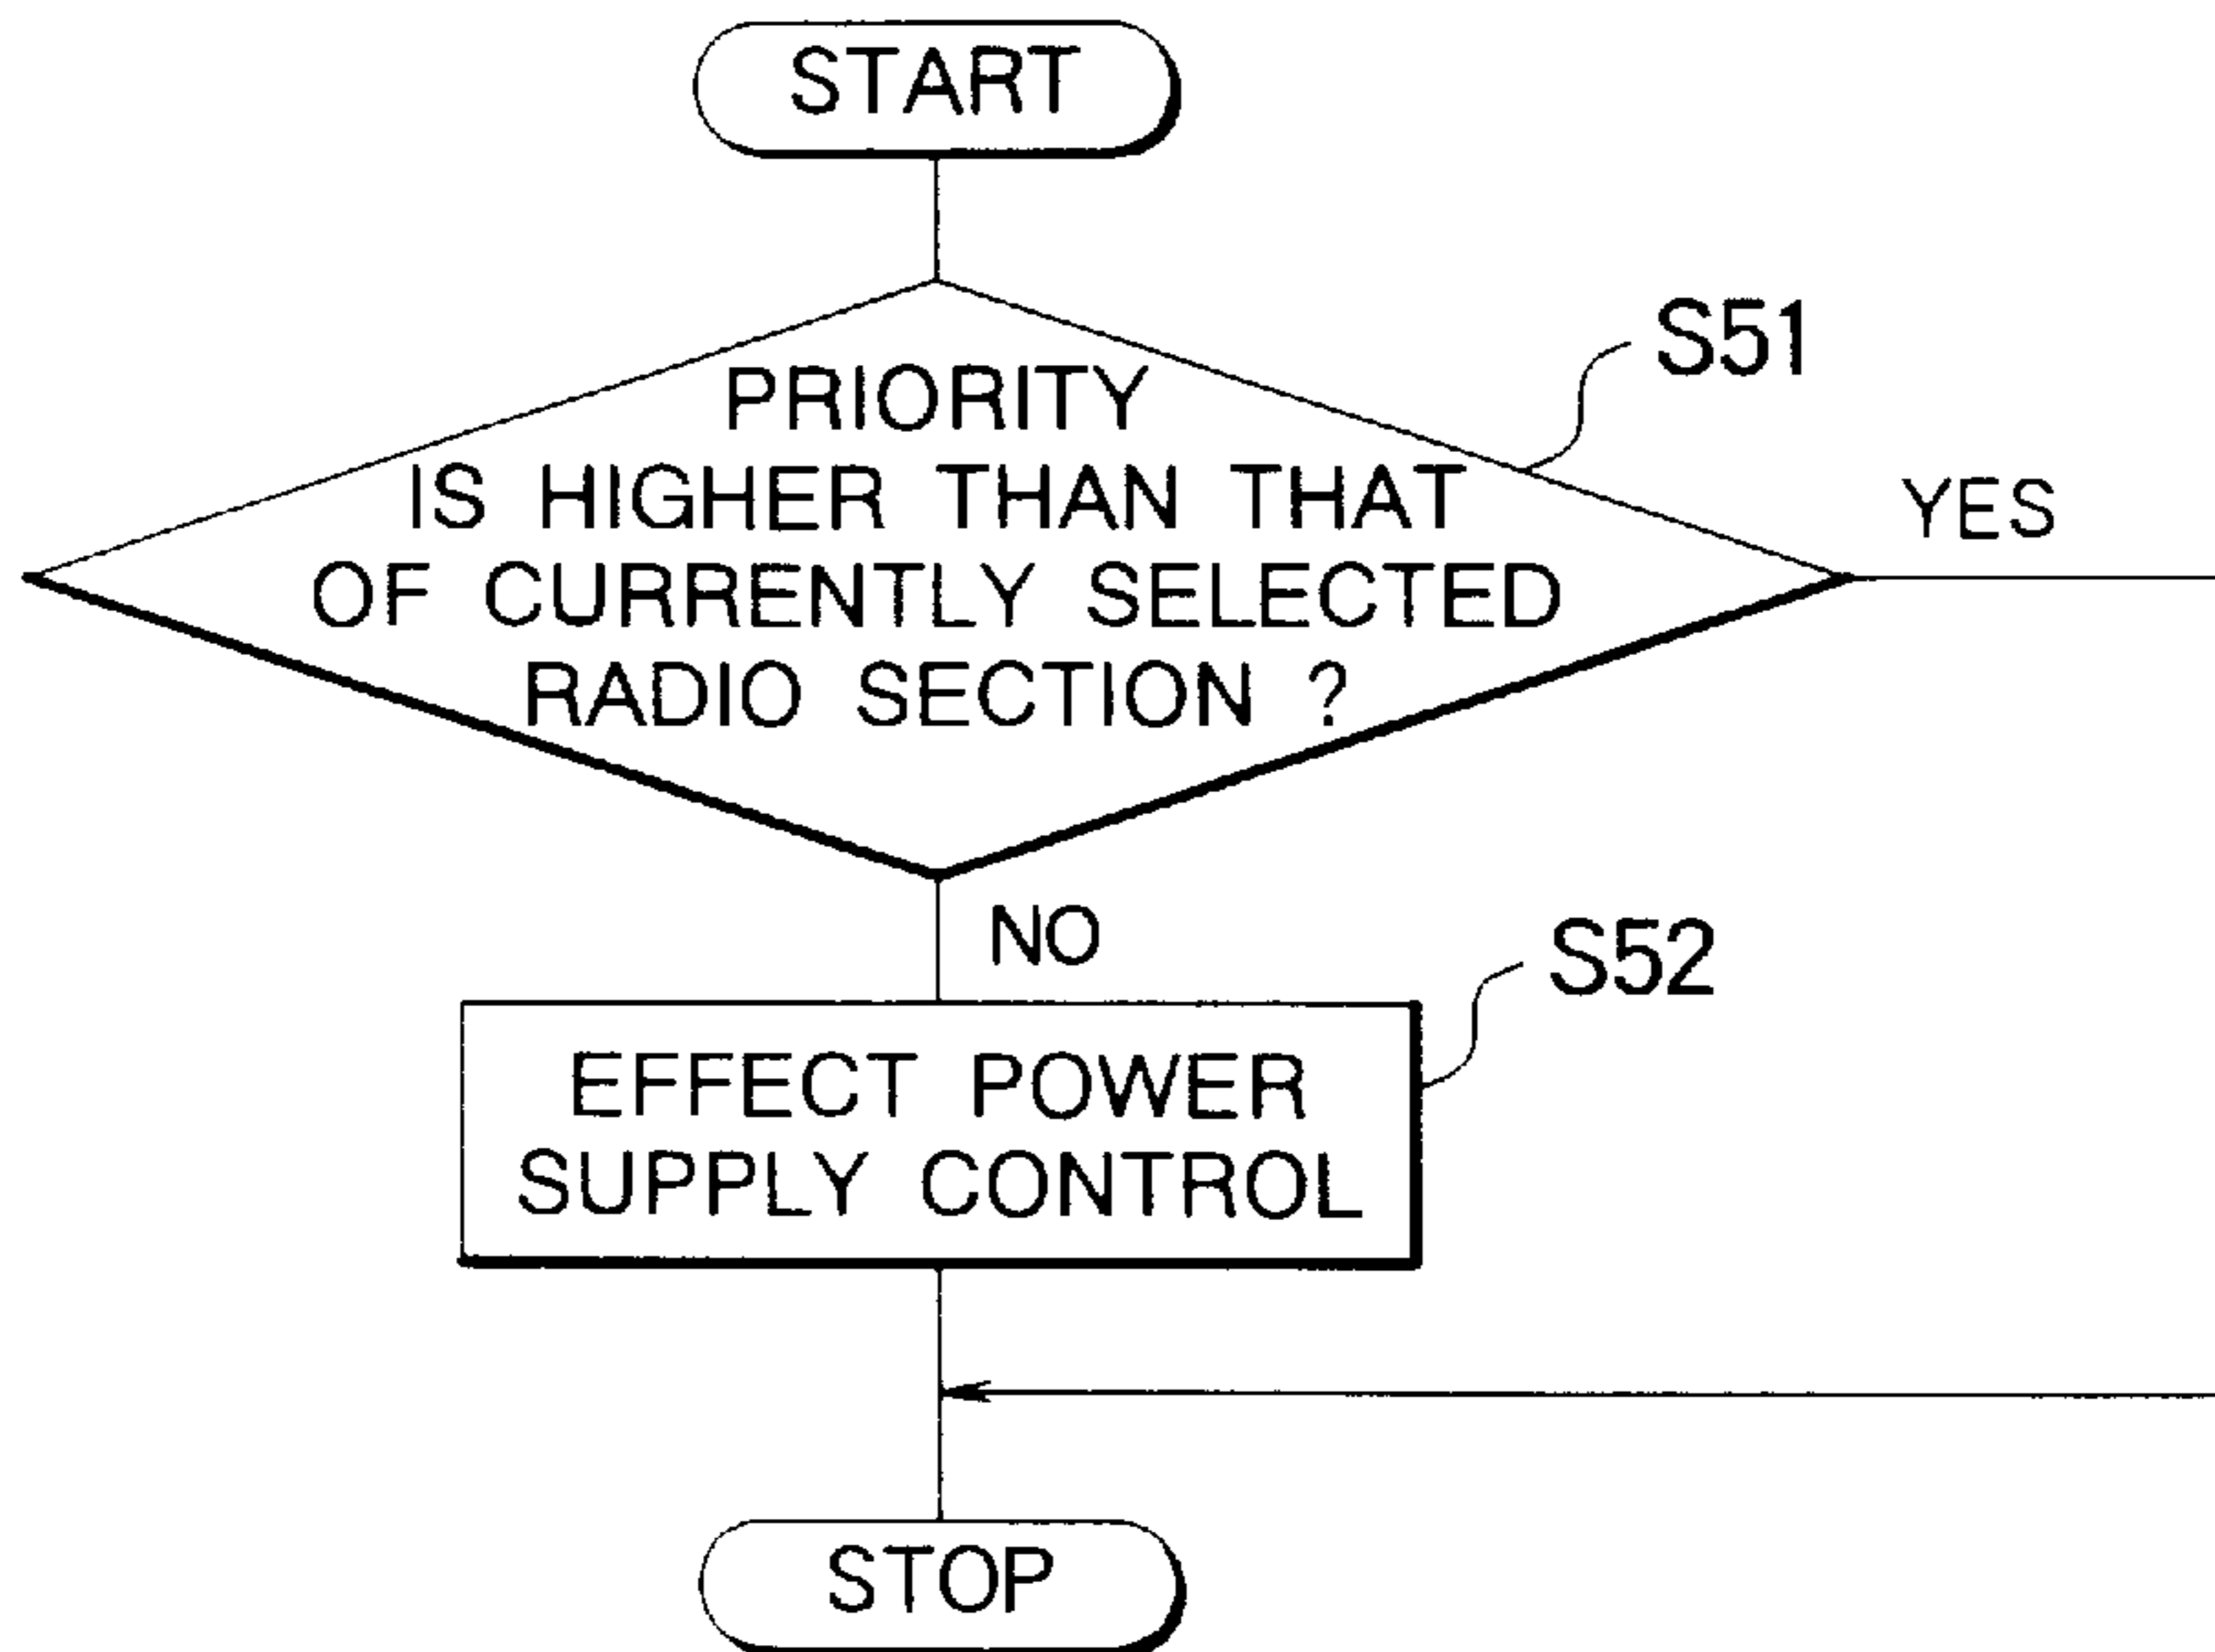 START
S51
PRIORITY
IS HIGHER THAN THAT
OF CURRENTLY SELECTED
RADIO SECTION ?
YES
NO
S52
EFFECT POWER
SUPPLY CONTROL
STOP